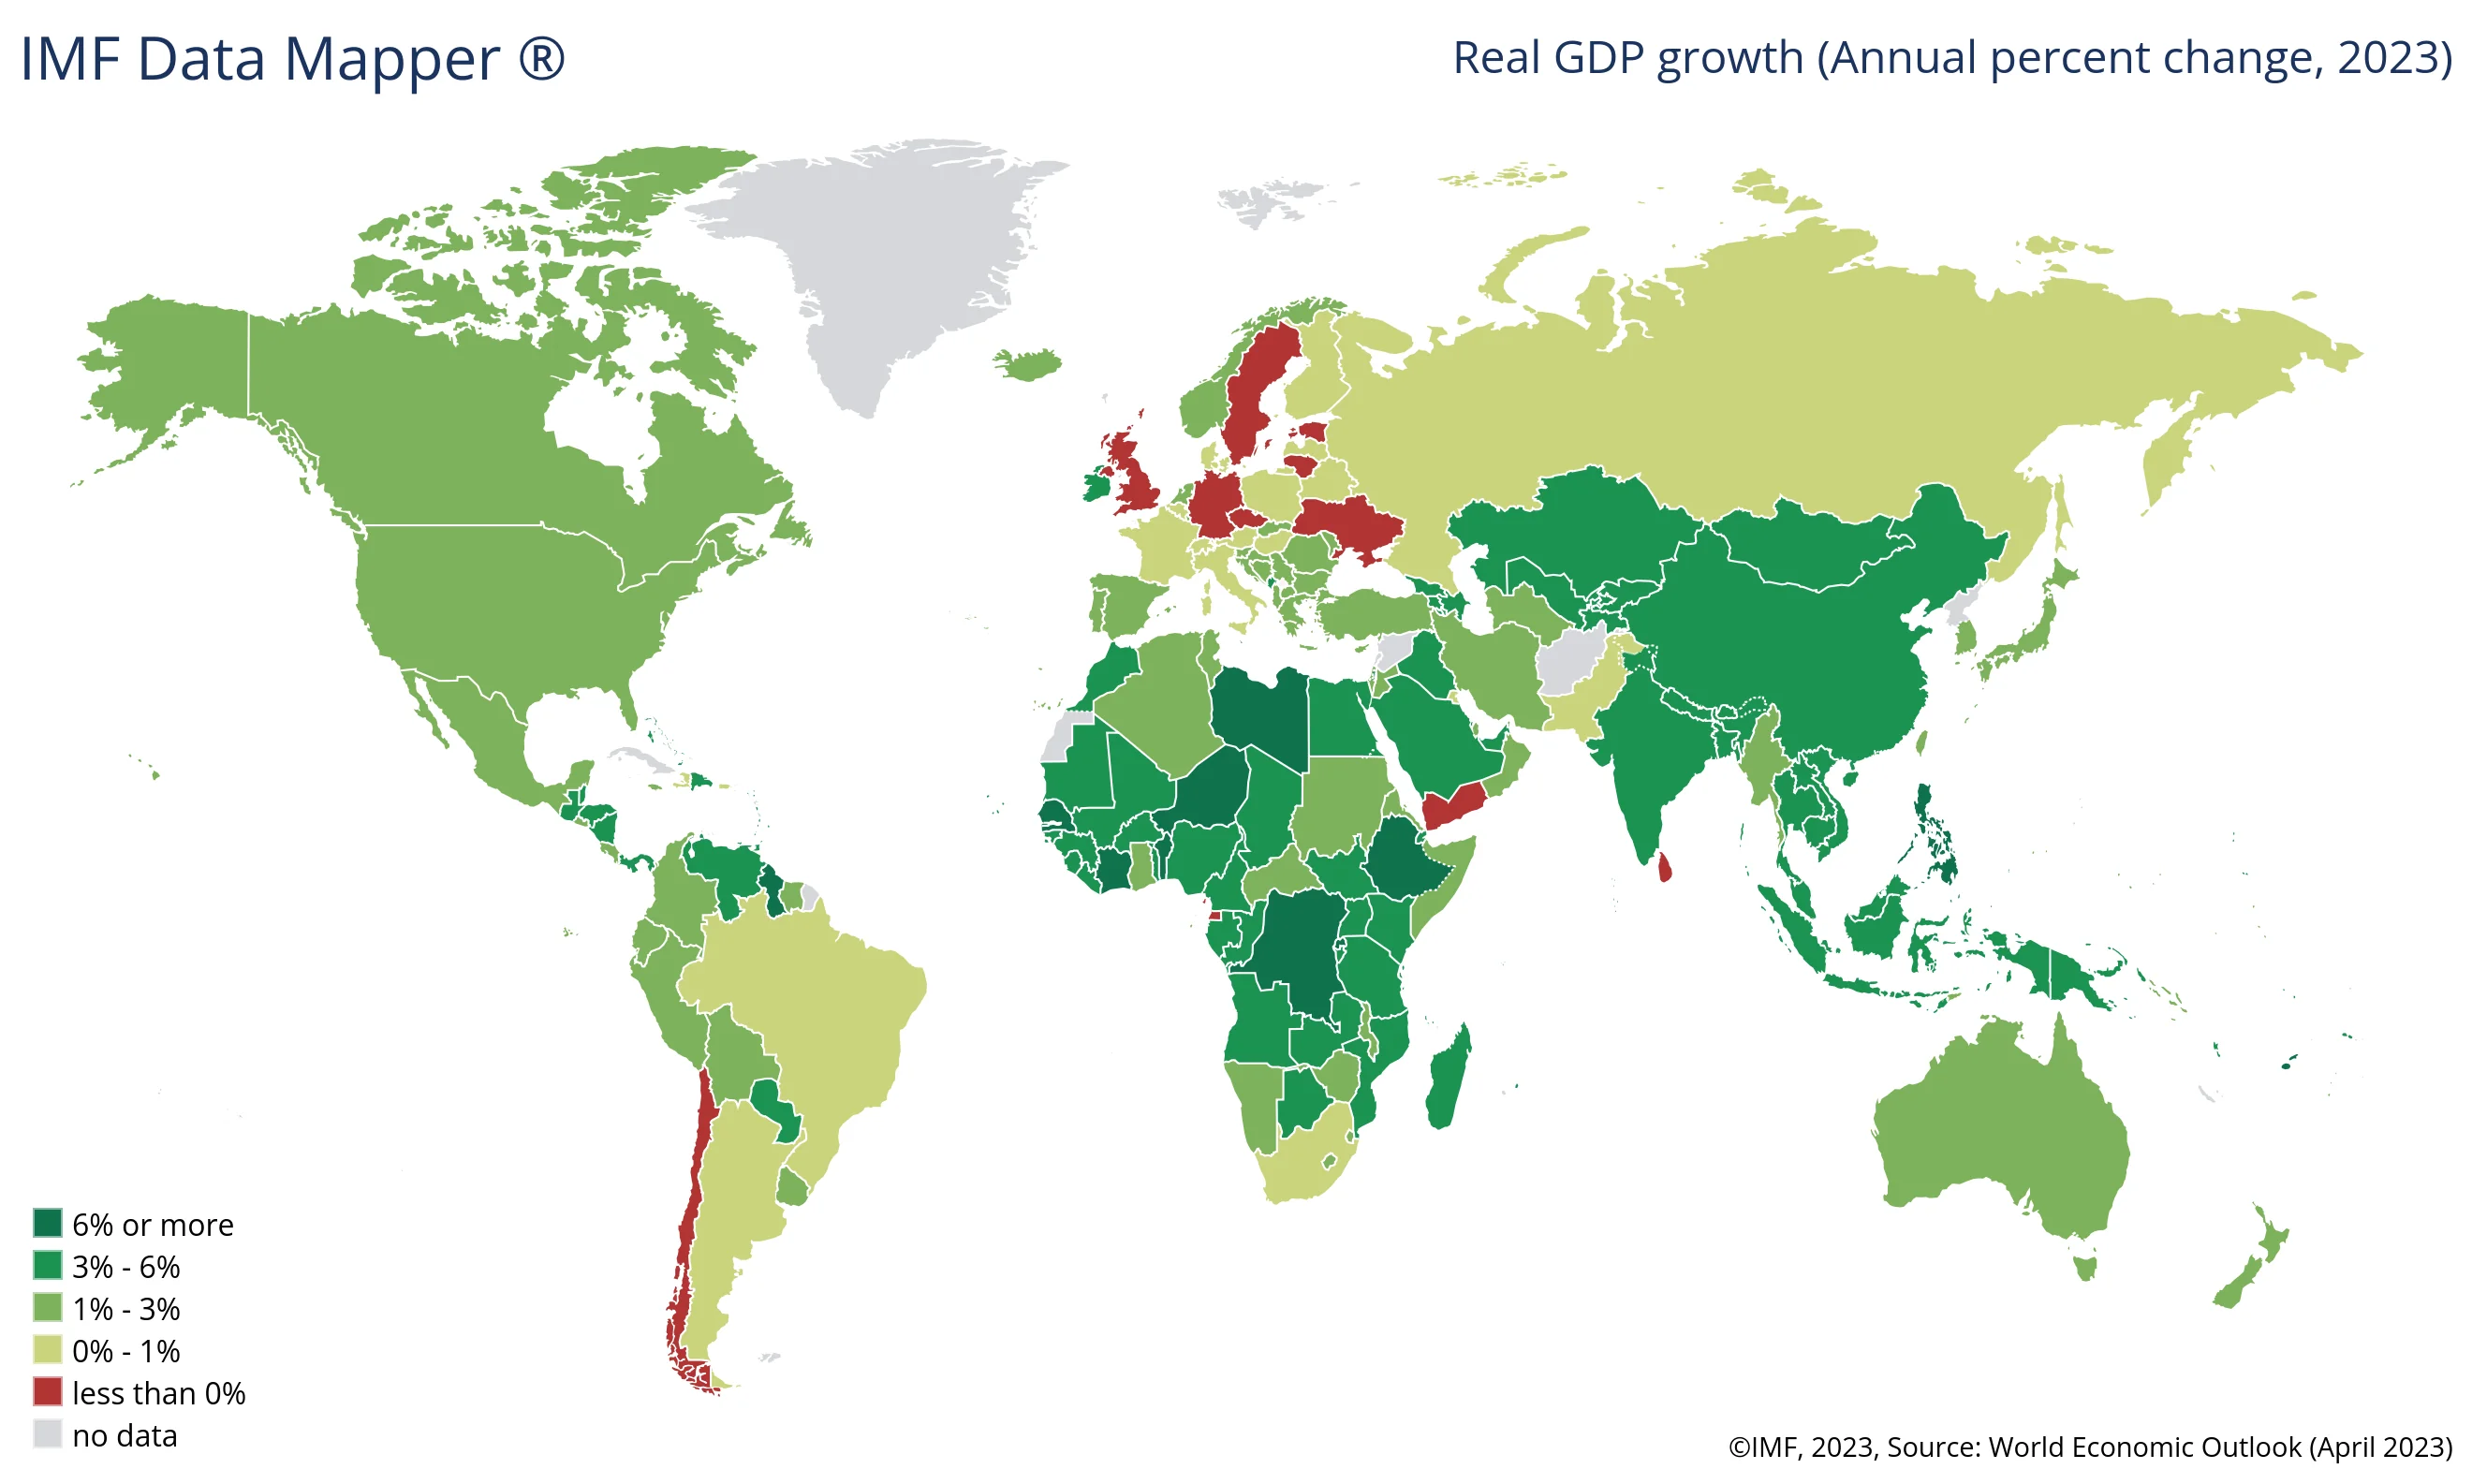 IMF Data Mapper ®
Real GDP growth (Annual percent change, 2023)
6% or more
3% - 6%
1% - 3%
0% - 1%
less than 0%
no data
©IMF, 2023, Source: World Economic Outlook (April 2023)